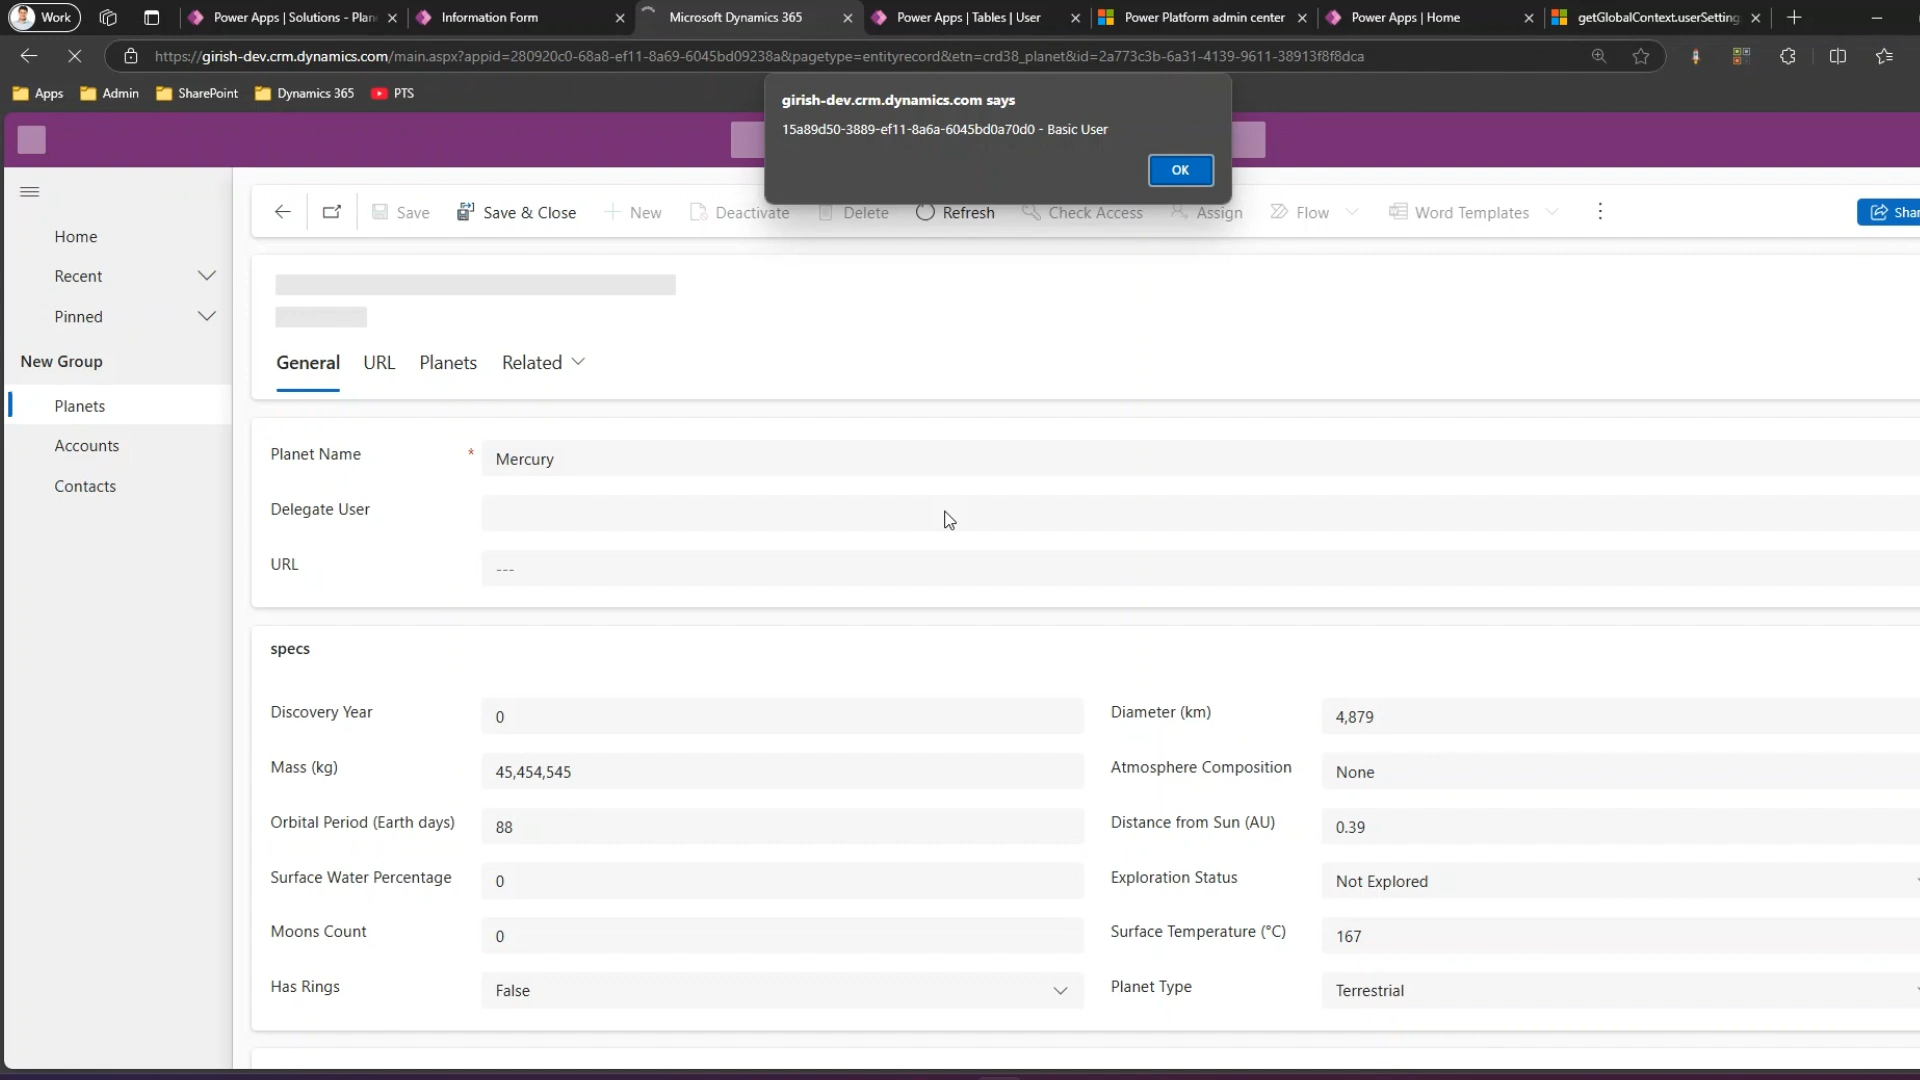 Work
Power Apps | Solutions - Plan
Information Form
Microsoft Dynamics 365
Power Apps | Tables | User
Power Platform admin center
Power Apps | Home
getGlobalContext.userSetting
https://girish-dev.crm.dynamics.com/main.aspx?appid=280920c0-68a8-ef11-8a69-6045bd09238a&pagetype=entityrecord&etn=crd38_planet&id=2a773c3b-6a31-4139-9611-38913f8f8dca
Apps
Admin
SharePoint
Dynamics 365
PTS
girish-dev.crm.dynamics.com says
15a89d50-3889-ef11-8a6a-6045bd0a70d0 - Basic User
OK
Save
Save & Close
New
Deactivate
Delete
Refresh
Check Access
Assign
Flow
Word Templates
Shar
Home
Recent
Pinned
New Group
Planets
Accounts
Contacts
General
URL
Planets
Related
Planet Name * Mercury
Delegate User
URL ---
specs
Discovery Year 0
Diameter (km) 4,879
Mass (kg) 45,454,545
Atmosphere Composition None
Orbital Period (Earth days) 88
Distance from Sun (AU) 0.39
Surface Water Percentage 0
Exploration Status Not Explored
Moons Count 0
Surface Temperature (°C) 167
Has Rings False
Planet Type Terrestrial